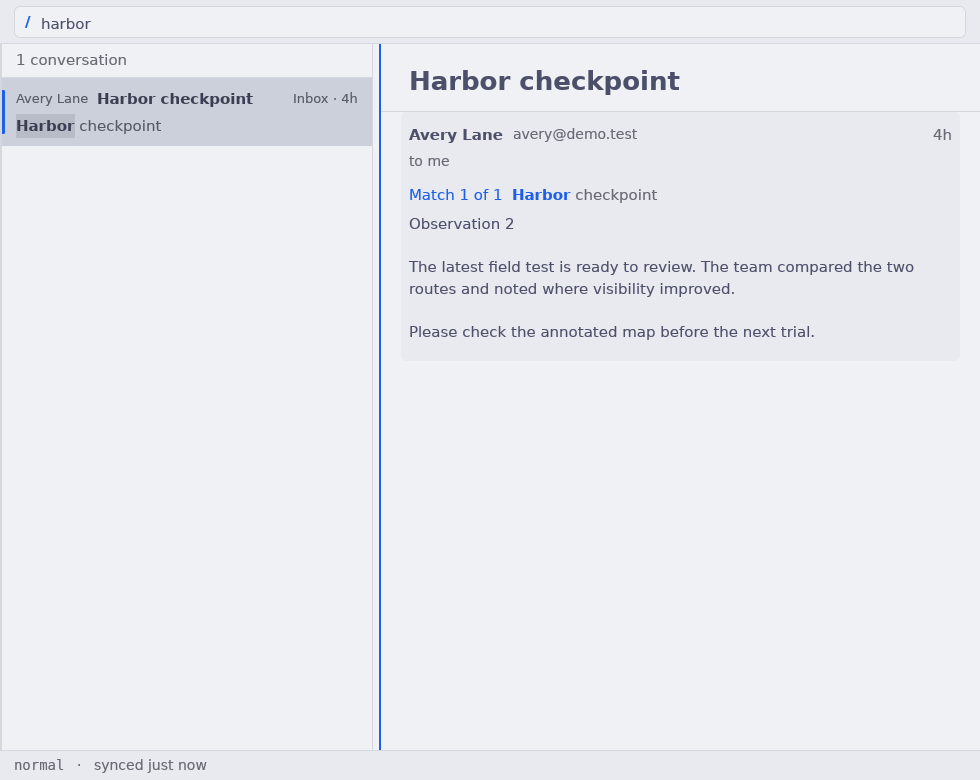 / harbor
1 conversation
Avery Lane Harbor checkpoint Inbox · 4h
Harbor checkpoint
Harbor checkpoint
Avery Lane avery@demo.test 4h
to me
Match 1 of 1 Harbor checkpoint
Observation 2
The latest field test is ready to review. The team compared the two
routes and noted where visibility improved.
Please check the annotated map before the next trial.
normal · synced just now